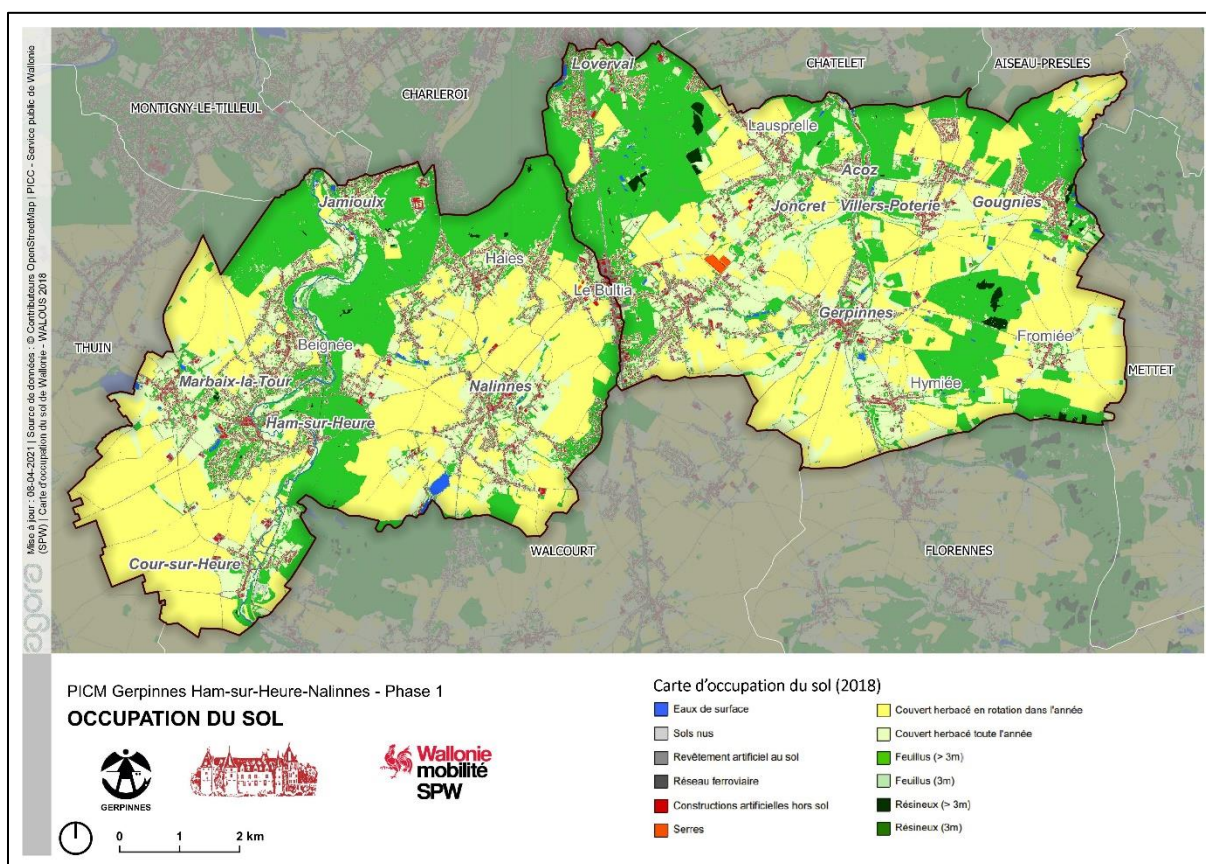 Loverval
CHATELET
AISEAU-PRESLES
MONTIGNY-LE-TILLEUL
CHARLEROI
Lausprelle
Acoz
Jamioulx
Joncret
Villers-Poterie
Gougnies
Haies
Le Bultia
Gerpinnes
Fromiée
THUIN
Beignée
METTET
Marbaix-la-Tour
Nalinnes
Hymiée
Ham-sur-Heure
WALCOURT
FLORENNES
Cour-sur-Heure
Mise à jour : 08-04-2021 | Source de données : © Contributeurs OpenStreetMap | PICC - Service public de Wallonie
(SPW) | Carte d'occupation du sol de Wallonie - WALOUS 2018
PICM Gerpinnes Ham-sur-Heure-Nalinnes - Phase 1
OCCUPATION DU SOL
GERPINNES
Wallonie
mobilité
SPW
0 1 2 km
Carte d'occupation du sol (2018)
Eaux de surface
Sols nus
Revêtement artificiel au sol
Réseau ferroviaire
Constructions artificielles hors sol
Serres
Couvert herbacé en rotation dans l'année
Couvert herbacé toute l'année
Feuillus (> 3m)
Feuillus (3m)
Résineux (> 3m)
Résineux (3m)